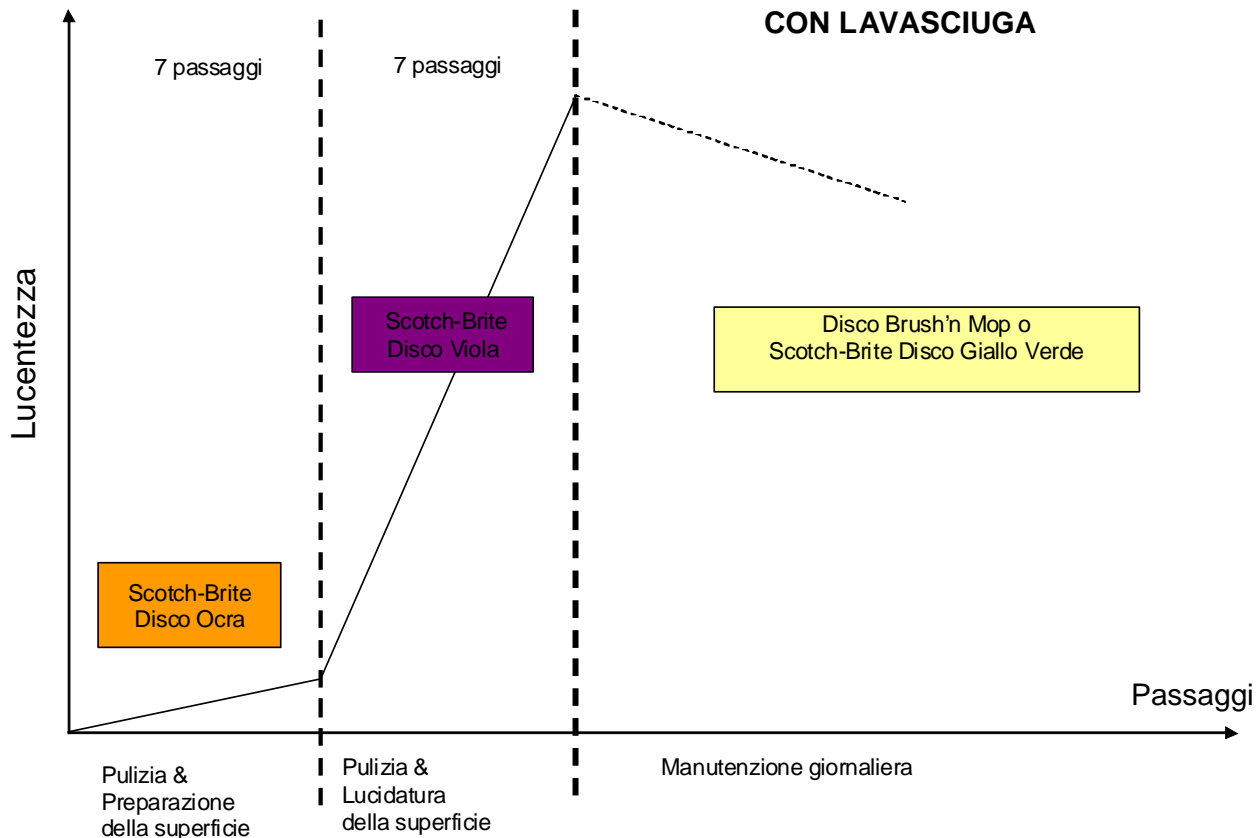 CON LAVASCIUGA
7 passaggi
7 passaggi
Lucentezza
Scotch-Brite
Disco Viola
Disco Brush'n Mop o
Scotch-Brite Disco Giallo Verde
Scotch-Brite
Disco Ocra
Passaggi
Pulizia &
Preparazione
della superficie
Pulizia &
Lucidatura
della superficie
Manutenzione giornaliera